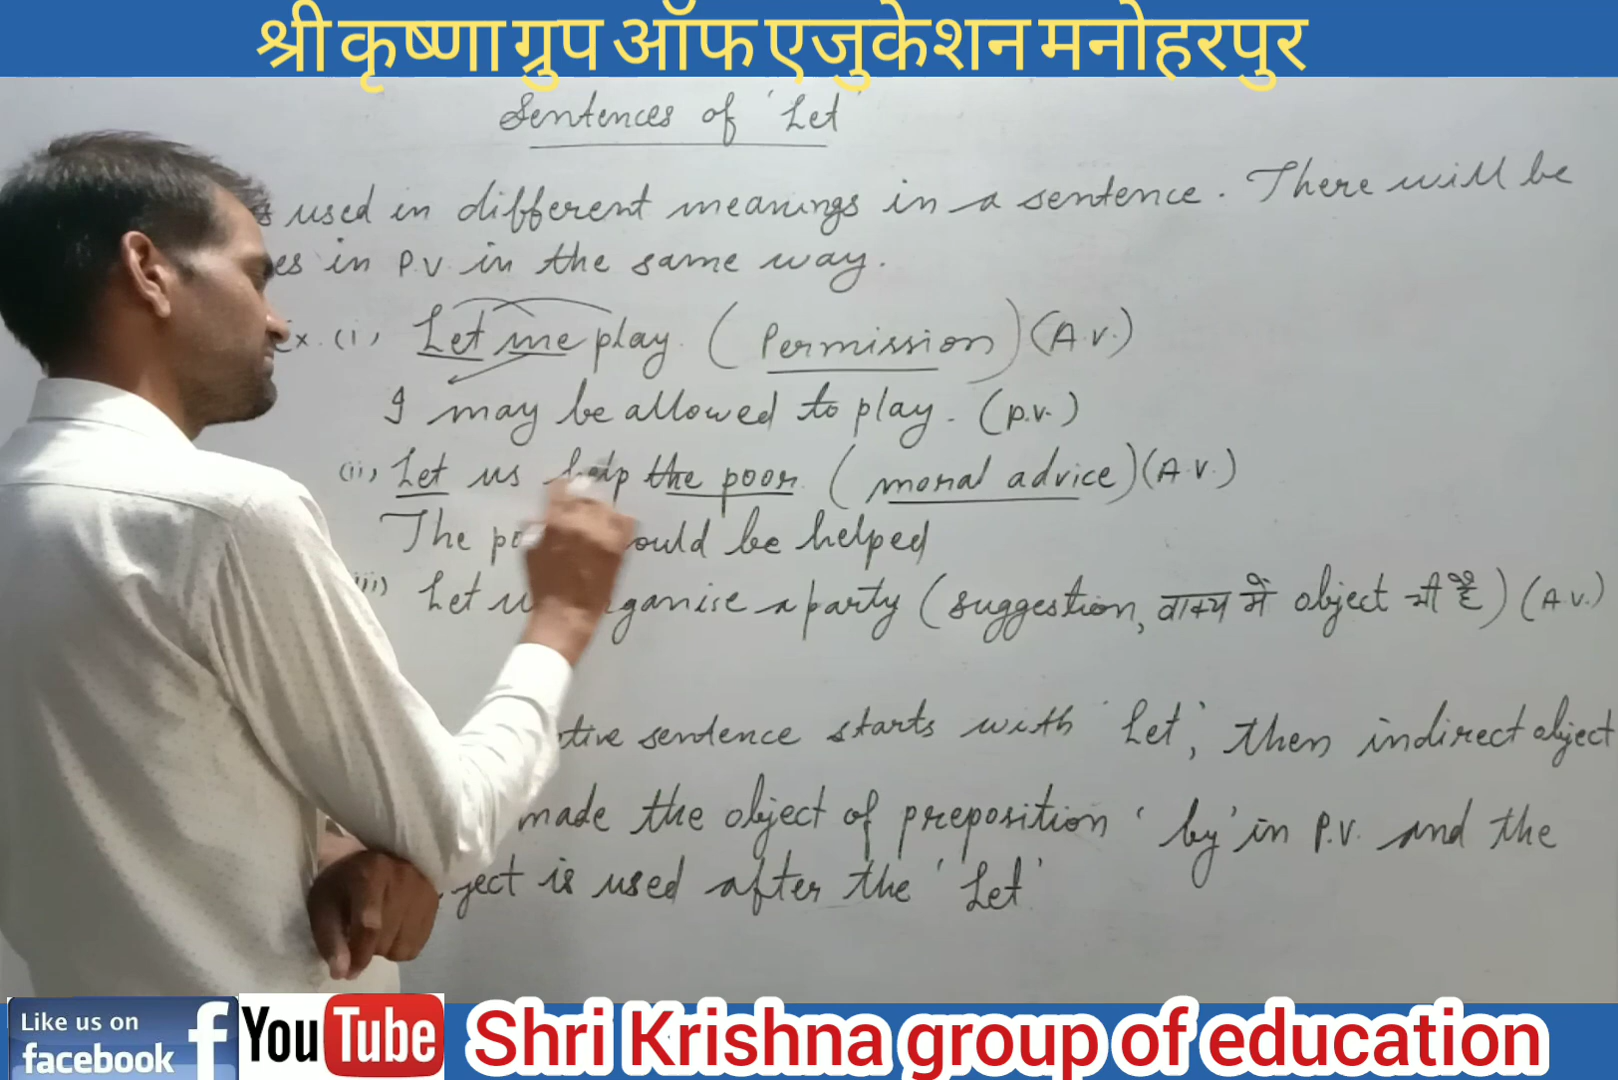 श्री कृष्णा ग्रुप ऑफ एजुकेशन मनोहरपुर
Sentences of 'Let'
used in different meanings in a sentence. There will be
es in P.V. in the same way.
Ex. (i) Let me play. (Permission) (A.V.)
I may be allowed to play. (P.V.)
(ii) Let us help the poor (moral advice) (A.V.)
The should be helped
(iii) Let us organise a party (suggestion, वाक्य में object भी है) (A.V.)
sentence starts with 'Let', then indirect object
made the object of preposition 'by' in P.V. and the
ject is used after the 'Let'
Like us on
facebook
YouTube
Shri Krishna group of education